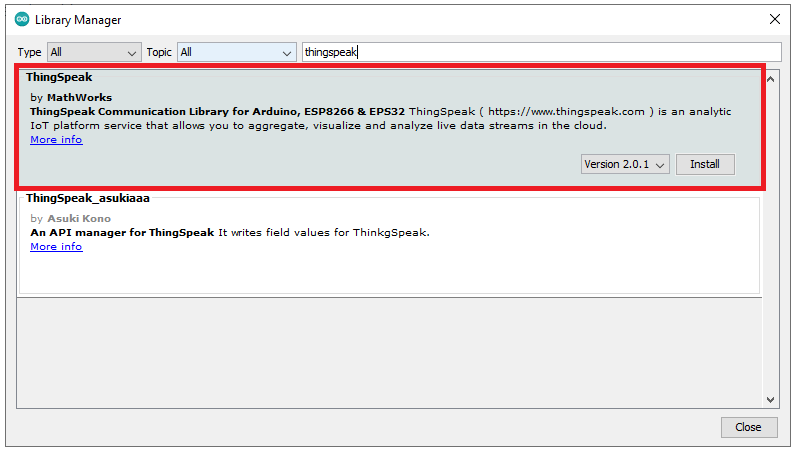 Library Manager
Type All Topic All thingspeak
ThingSpeak
by MathWorks
ThingSpeak Communication Library for Arduino, ESP8266 & EPS32 ThingSpeak ( https://www.thingspeak.com ) is an analytic
IoT platform service that allows you to aggregate, visualize and analyze live data streams in the cloud.
More info
Version 2.0.1 Install
ThingSpeak_asukiaaa
by Asuki Kono
An API manager for ThingSpeak It writes field values for ThinkgSpeak.
More info
Close